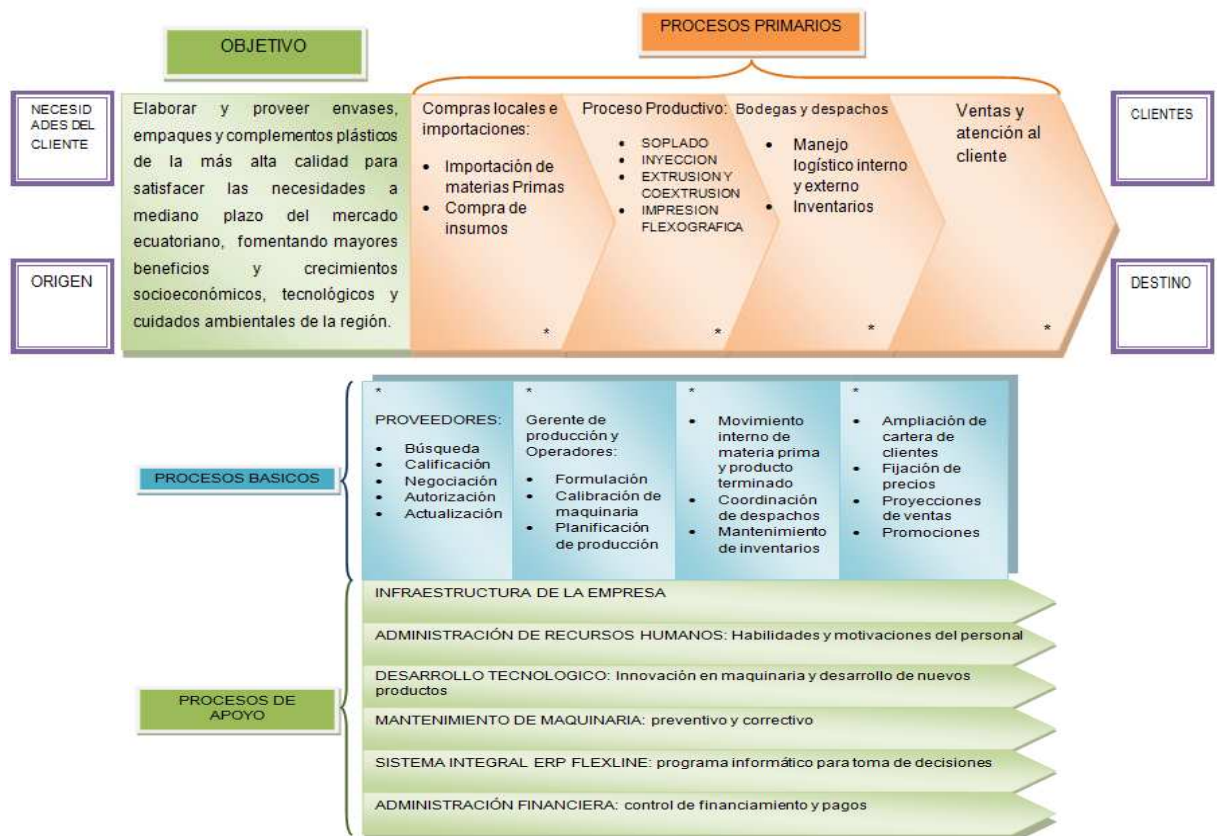 OBJETIVO
PROCESOS PRIMARIOS
NECESID
ADES DEL
CLIENTE
ORIGEN
Elaborar y proveer envases,
empaques y complementos plásticos
de la más alta calidad para
satisfacer las necesidades a
mediano plazo del mercado
ecuatoriano, fomentando mayores
beneficios y crecimientos
socioeconómicos, tecnológicos y
cuidados ambientales de la región.
Compras locales e
importaciones:
• Importación de
materias Primas
• Compra de
insumos
*
Proceso Productivo:
• SOPLADO
• INYECCION
• EXTRUSION Y
COEXTRUSION
• IMPRESION
FLEXOGRAFICA
*
Bodegas y despachos
• Manejo
logístico interno
y externo
• Inventarios
*
Ventas y
atención al
cliente
*
CLIENTES
DESTINO
PROCESOS BASICOS
*
PROVEEDORES:
• Búsqueda
• Calificación
• Negociación
• Autorización
• Actualización
*
Gerente de
producción y
Operadores:
• Formulación
• Calibración de
maquinaria
• Planificación
de producción
*
• Movimiento
interno de
materia prima
y producto
terminado
• Coordinación
de despachos
• Mantenimiento
de inventarios
*
• Ampliación de
cartera de
clientes
• Fijación de
precios
• Proyecciones
de ventas
• Promociones
PROCESOS DE
APOYO
INFRAESTRUCTURA DE LA EMPRESA
ADMINISTRACIÓN DE RECURSOS HUMANOS: Habilidades y motivaciones del personal
DESARROLLO TECNOLOGICO: Innovación en maquinaria y desarrollo de nuevos
productos
MANTENIMIENTO DE MAQUINARIA: preventivo y correctivo
SISTEMA INTEGRAL ERP FLEXLINE: programa informático para toma de decisiones
ADMINISTRACIÓN FINANCIERA: control de financiamiento y pagos